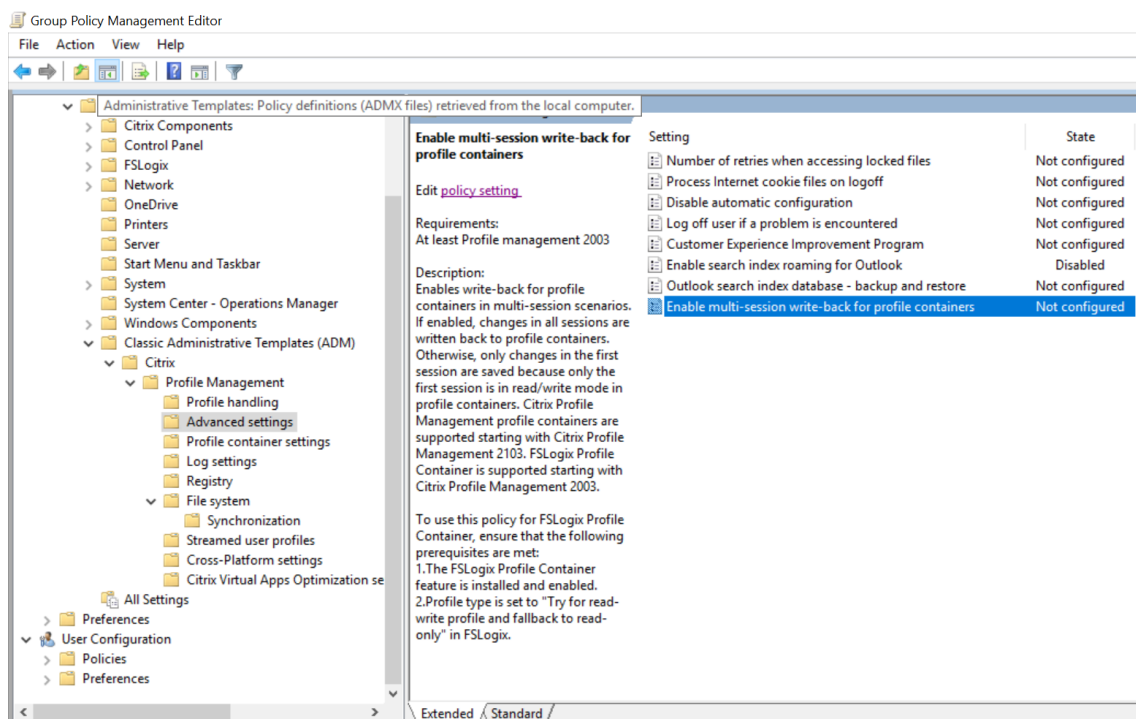 Group Policy Management Editor
File Action View Help
Administrative Templates: Policy definitions (ADMX files) retrieved from the local computer.
Citrix Components
Control Panel
FSLogix
Network
OneDrive
Printers
Server
Start Menu and Taskbar
System
System Center - Operations Manager
Windows Components
Classic Administrative Templates (ADM)
Citrix
Profile Management
Profile handling
Advanced settings
Profile container settings
Log settings
Registry
File system
Synchronization
Streamed user profiles
Cross-Platform settings
Citrix Virtual Apps Optimization se
All Settings
Preferences
User Configuration
Policies
Preferences
Enable multi-session write-back for
profile containers
Edit policy setting
Requirements:
At least Profile management 2003
Description:
Enables write-back for profile
containers in multi-session scenarios.
If enabled, changes in all sessions are
written back to profile containers.
Otherwise, only changes in the first
session are saved because only the
first session is in read/write mode in
profile containers. Citrix Profile
Management profile containers are
supported starting with Citrix Profile
Management 2103. FSLogix Profile
Container is supported starting with
Citrix Profile Management 2003.
To use this policy for FSLogix Profile
Container, ensure that the following
prerequisites are met:
1.The FSLogix Profile Container
feature is installed and enabled.
2.Profile type is set to "Try for read-
write profile and fallback to read-
only" in FSLogix.
Setting State
Number of retries when accessing locked files Not configured
Process Internet cookie files on logoff Not configured
Disable automatic configuration Not configured
Log off user if a problem is encountered Not configured
Customer Experience Improvement Program Not configured
Enable search index roaming for Outlook Disabled
Outlook search index database - backup and restore Not configured
Enable multi-session write-back for profile containers Not configured
Extended Standard